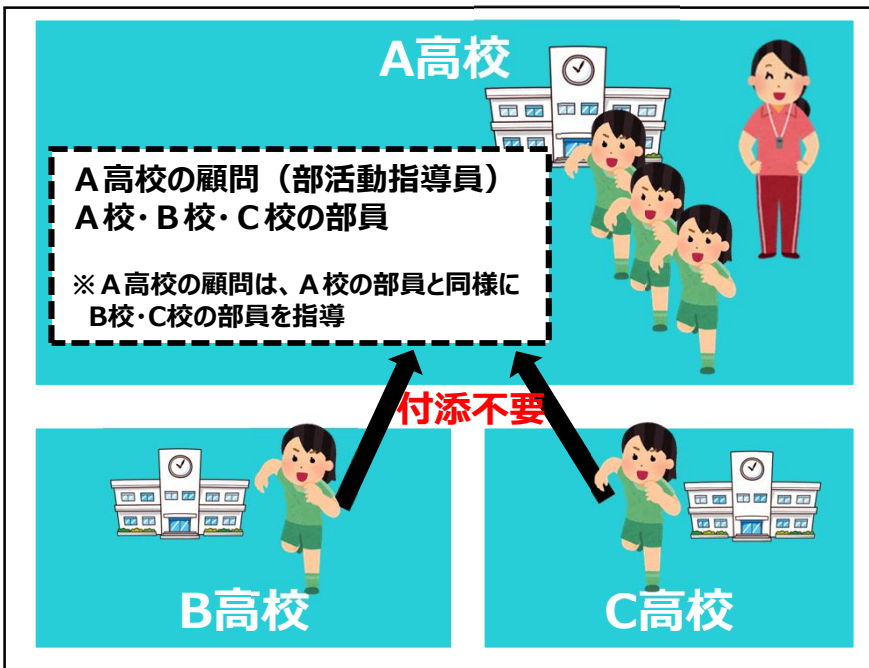 A高校
A高校の顧問（部活動指導員）
A校・B校・C校の部員
※A高校の顧問は、A校の部員と同様に
B校・C校の部員を指導
付添不要
B高校
C高校